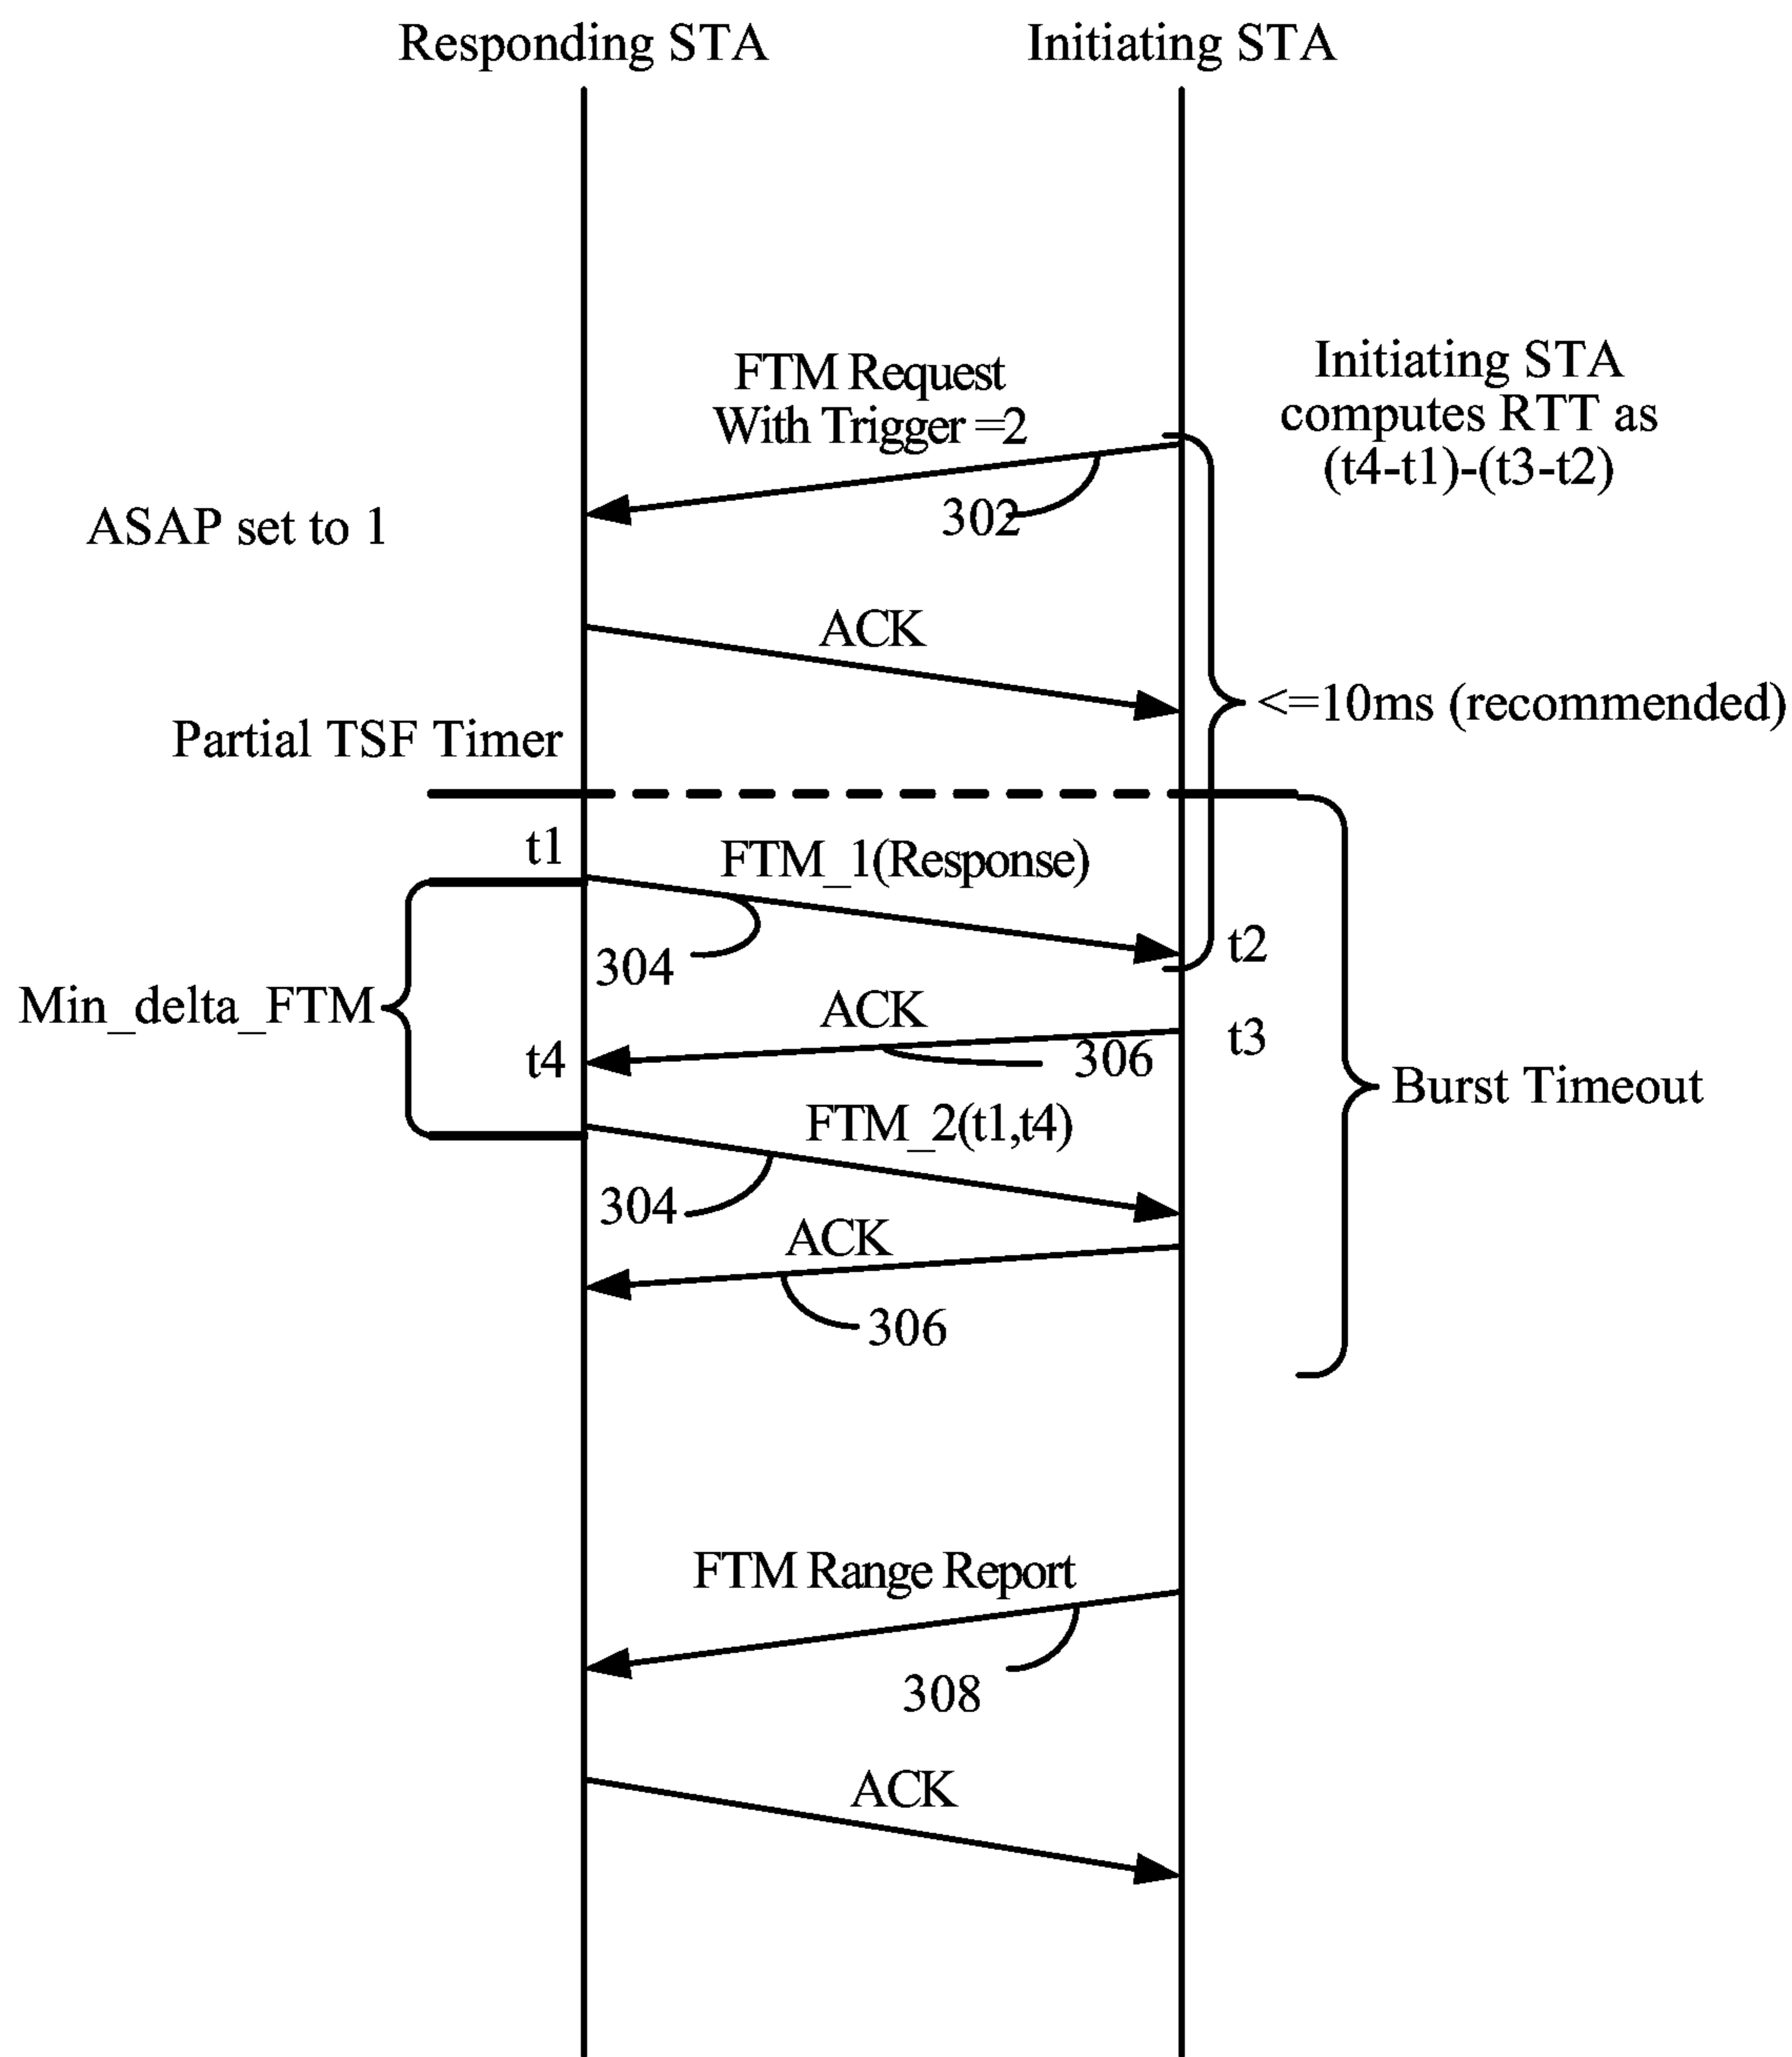 Responding STA
Initiating STA
FTM Request
With Trigger =2
Initiating STA
computes RTT as
(t4-t1)-(t3-t2)
302
ASAP set to 1
ACK
<=10ms (recommended)
Partial TSF Timer
t1
FTM_1(Response)
t2
304
Min_delta_FTM
ACK
t3
t4
306
Burst Timeout
FTM_2(t1,t4)
304
ACK
306
FTM Range Report
308
ACK